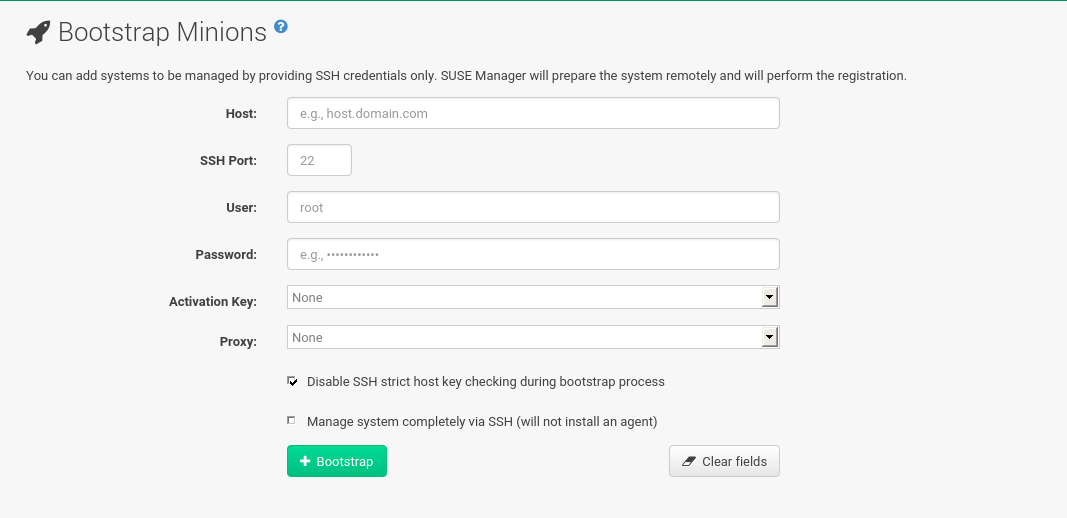 Bootstrap Minions ?
You can add systems to be managed by providing SSH credentials only. SUSE Manager will prepare the system remotely and will perform the registration.
Host: e.g., host.domain.com
SSH Port: 22
User: root
Password: e.g., ••••••••••••
Activation Key: None
Proxy: None
Disable SSH strict host key checking during bootstrap process
Manage system completely via SSH (will not install an agent)
Bootstrap Clear fields